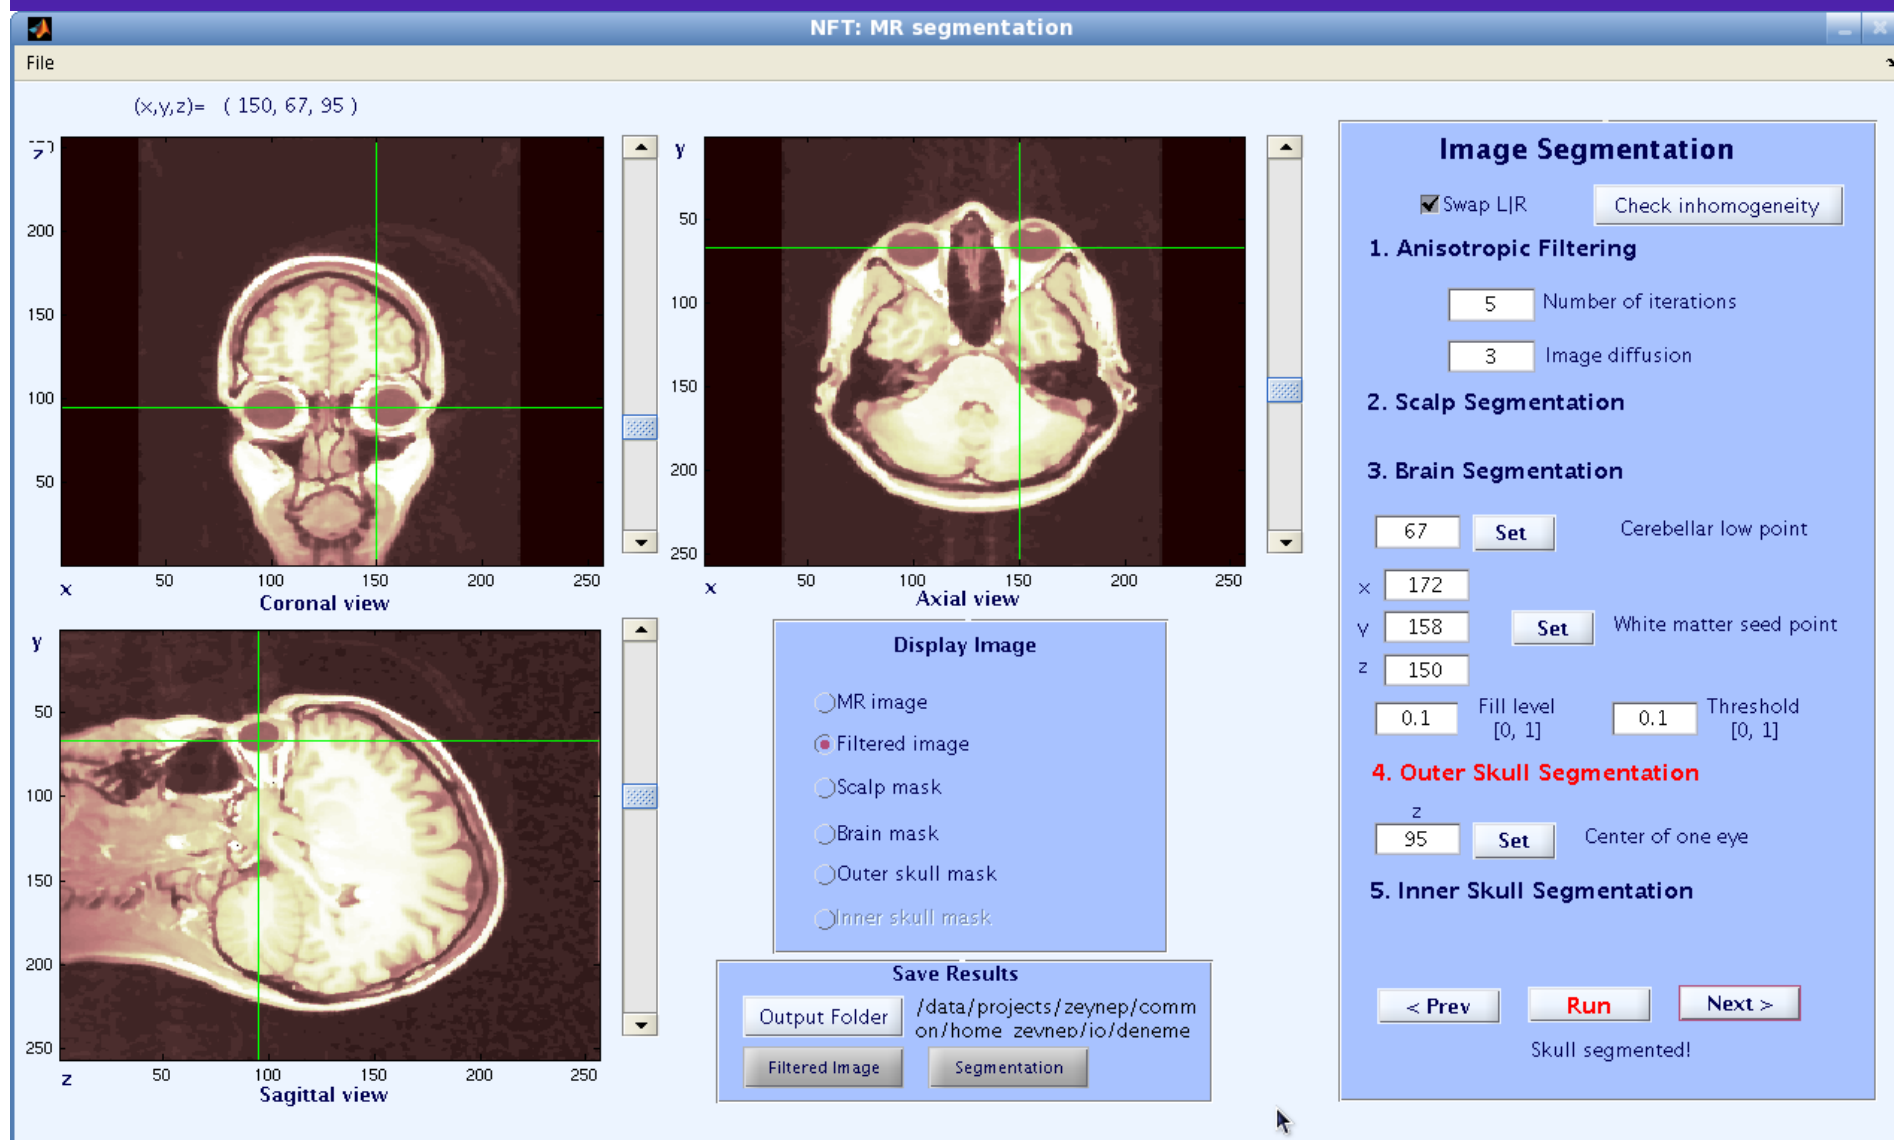 NFT: MR segmentation
File
(x,y,z)= ( 150, 67, 95 )
z
200
150
100
50
50
100
150
200
250
x
Coronal view
y
50
100
150
200
250
50
100
150
200
250
x
Axial view
y
50
100
150
200
250
50
100
150
200
250
z
Sagittal view
Display Image
MR image
Filtered image
Scalp mask
Brain mask
Outer skull mask
Inner skull mask
Save Results
Output Folder
/data/projects/zeynep/comm
on/home_zeynep/io/deneme
Filtered Image
Segmentation
Image Segmentation
Swap L|R
Check inhomogeneity
1. Anisotropic Filtering
5 Number of iterations
3 Image diffusion
2. Scalp Segmentation
3. Brain Segmentation
67 Set Cerebellar low point
x 172
y 158 Set White matter seed point
z 150
0.1 Fill level [0, 1] 0.1 Threshold [0, 1]
4. Outer Skull Segmentation
z
95 Set Center of one eye
5. Inner Skull Segmentation
< Prev Run Next >
Skull segmented!